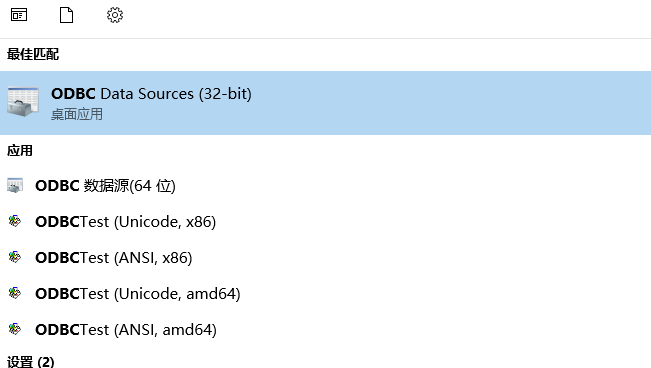 最佳匹配
ODBC Data Sources (32-bit)
桌面应用
应用
ODBC 数据源(64 位)
ODBCTest (Unicode, x86)
ODBCTest (ANSI, x86)
ODBCTest (Unicode, amd64)
ODBCTest (ANSI, amd64)
设置 (2)